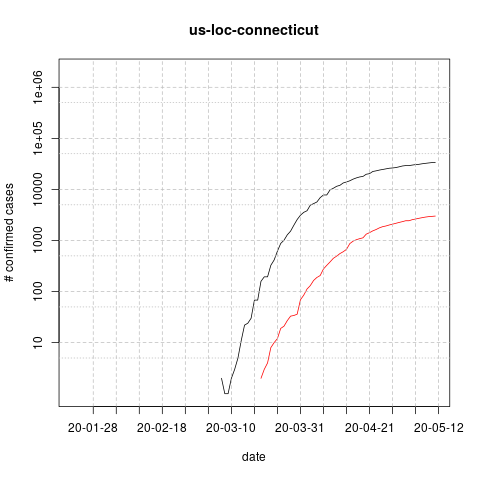 us-loc-connecticut
# confirmed cases
1e+06
1e+05
10000
1000
100
10
20-01-28 20-02-18 20-03-10 20-03-31 20-04-21 20-05-12
date